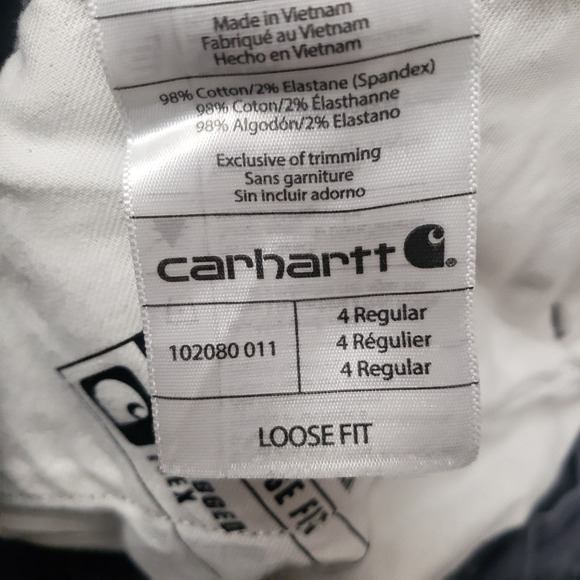 Made in Vietnam
Fabriqué au Vietnam
Hecho en Vietnam
98% Cotton/2% Elastane (Spandex)
98% Coton/2% Élasthanne
98% Algodón/2% Elastano
Exclusive of trimming
Sans garniture
Sin incluir adorno
carhartt
102080 011
4 Regular
4 Régulier
4 Regular
LOOSE FIT